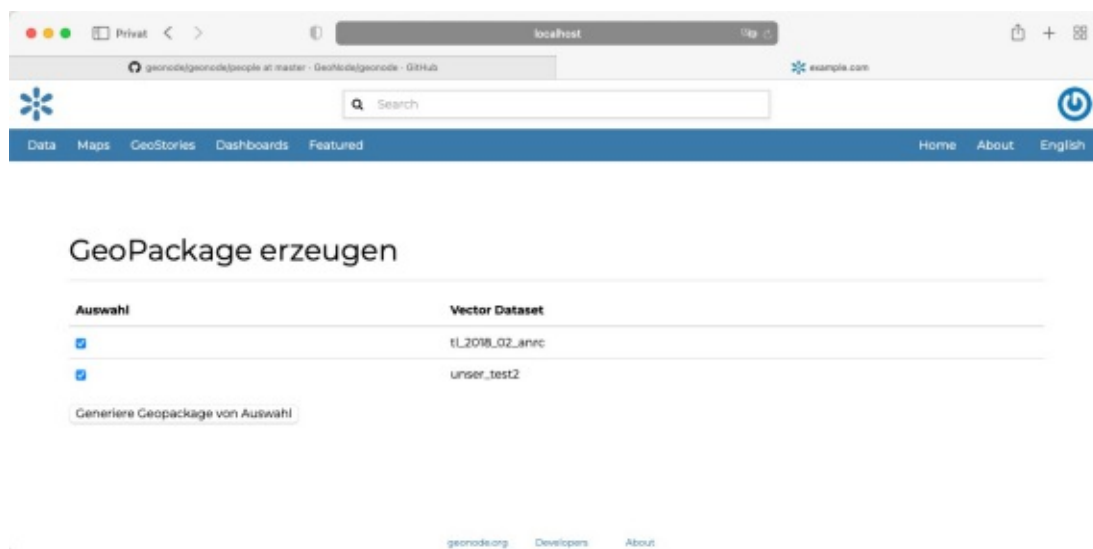 Privat
localhost
geonode/geonode/people at master · GeoNode/geonode · GitHub
example.com
Search
Data Maps GeoStories Dashboards Featured Home About English
GeoPackage erzeugen
Auswahl Vector Dataset
tl_2018_02_anrc
unser_test2
Generiere Geopackage von Auswahl
geonode.org Developers About